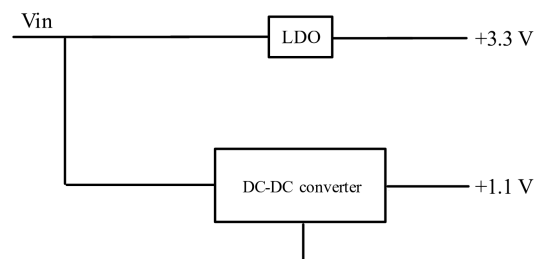 Vin
LDO
+3.3 V
DC-DC converter
+1.1 V